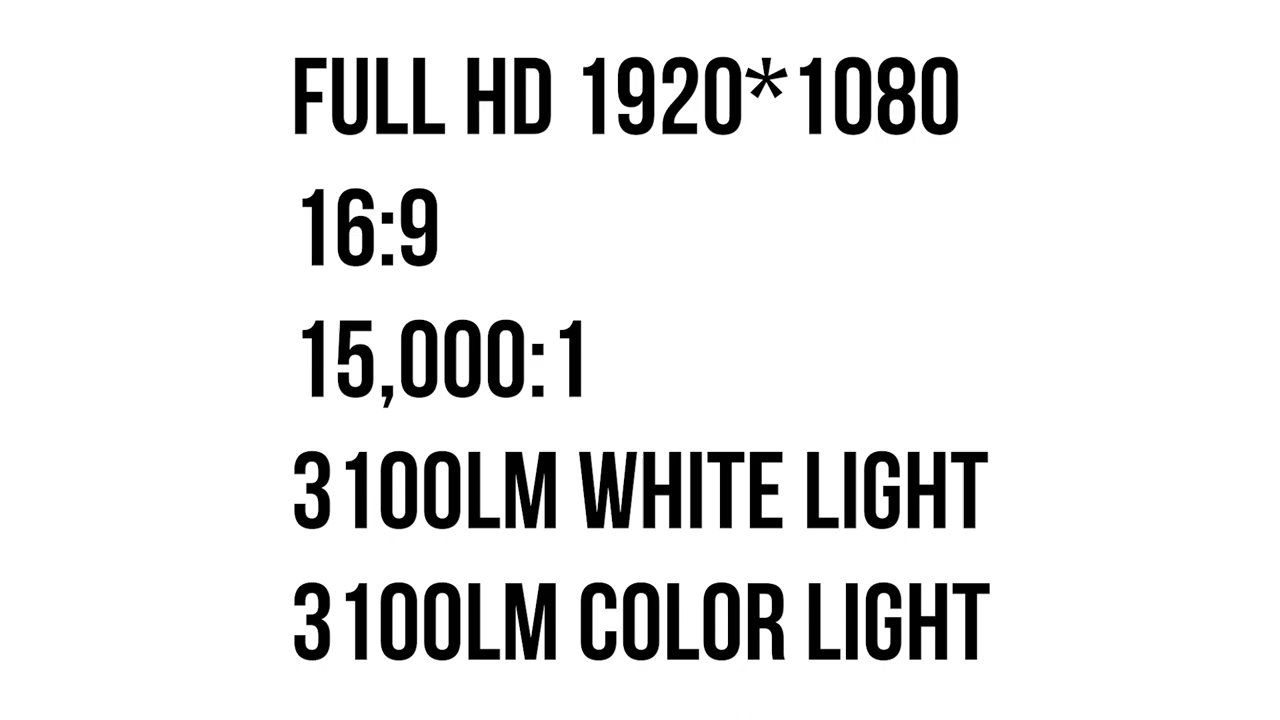 FULL HD 1920*1080
16:9
15,000:1
3100LM WHITE LIGHT
3100LM COLOR LIGHT